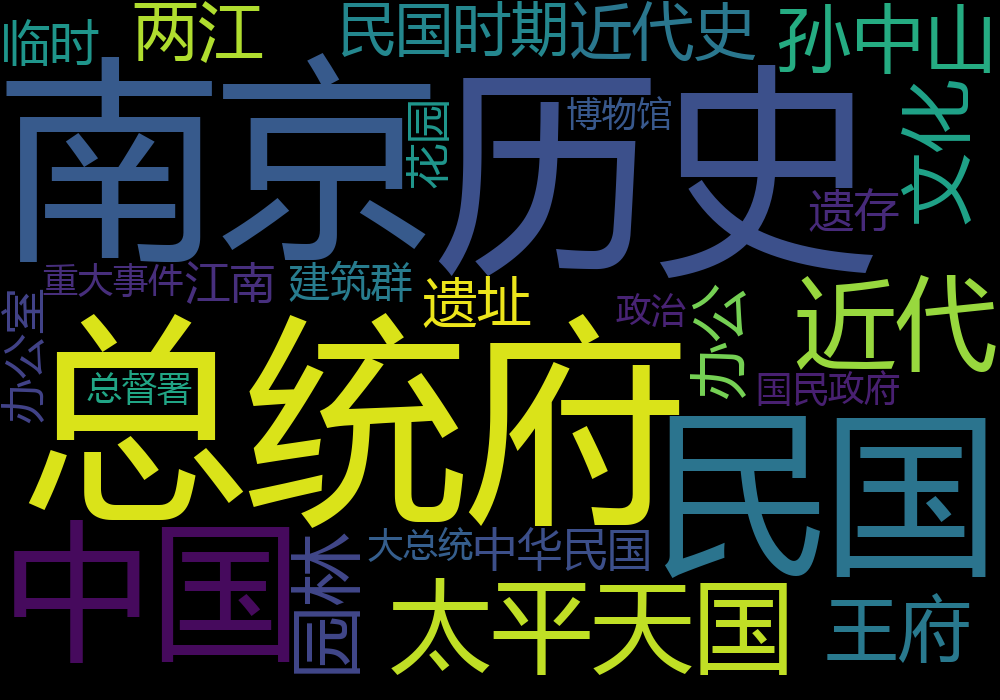 临时
两江
民国时期
近代史
孙中山
南京
历史
花园
博物馆
文化
遗存
重大事件
江南
建筑群
遗址
政治
办公
近代
办公室
总督署
总统府
国民政府
民国
中国
园林
大总统
中华民国
太平天国
王府